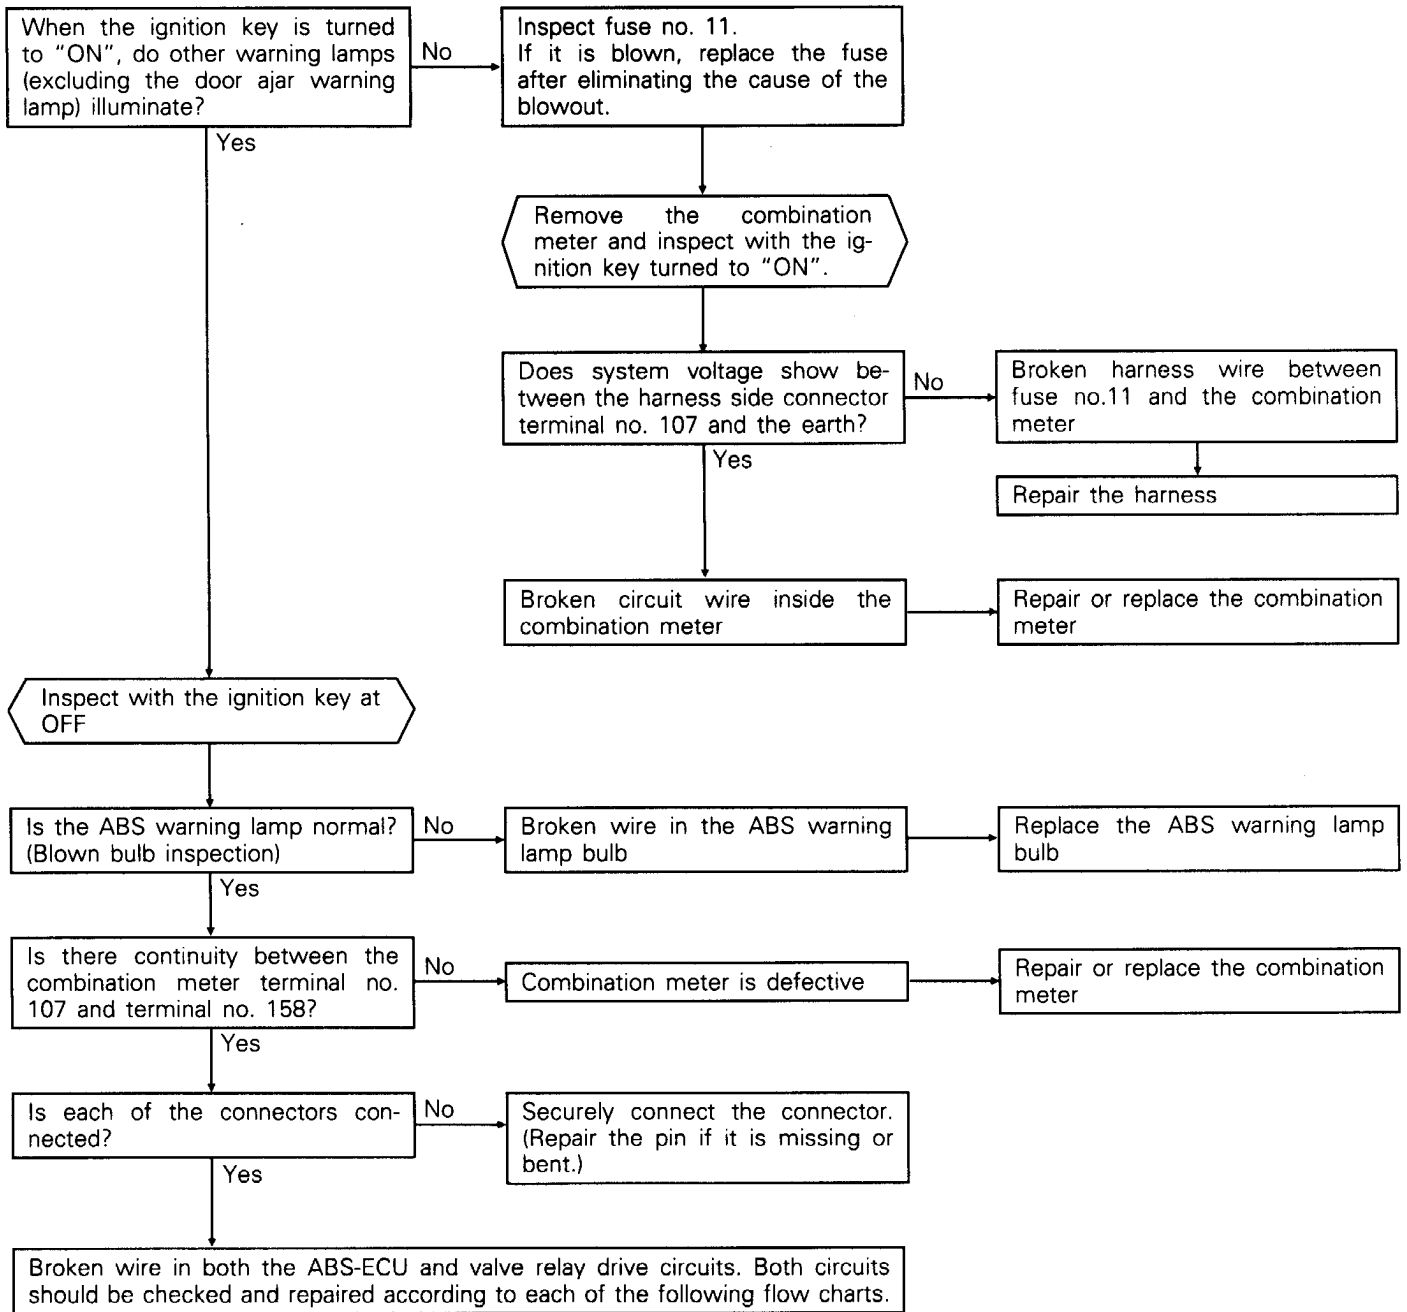 When the ignition key is turned
to "ON", do other warning lamps
(excluding the door ajar warning
lamp) illuminate?
No
Inspect fuse no. 11.
If it is blown, replace the fuse
after eliminating the cause of the
blowout.
Yes
Remove the combination
meter and inspect with the ig-
nition key turned to "ON".
Does system voltage show be-
tween the harness side connector
terminal no. 107 and the earth?
No
Broken harness wire between
fuse no.11 and the combination
meter
Yes
Repair the harness
Broken circuit wire inside the
combination meter
Repair or replace the combination
meter
Inspect with the ignition key at
OFF
Is the ABS warning lamp normal?
(Blown bulb inspection)
No
Broken wire in the ABS warning
lamp bulb
Replace the ABS warning lamp
bulb
Yes
Is there continuity between the
combination meter terminal no.
107 and terminal no. 158?
No
Combination meter is defective
Repair or replace the combination
meter
Yes
Is each of the connectors con-
nected?
No
Securely connect the connector.
(Repair the pin if it is missing or
bent.)
Yes
Broken wire in both the ABS-ECU and valve relay drive circuits. Both circuits
should be checked and repaired according to each of the following flow charts.